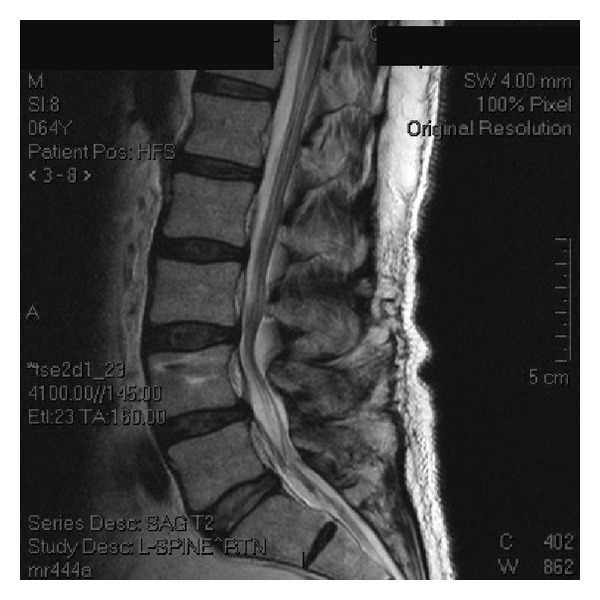 M
SI:8
064Y
Patient Pos: HFS
< 3-8 >
SW 4.00 mm
100% Pixel
Original Resolution
A
5 cm
*tse2d1_23
4100.00//145.00
Etl:23 TA:160.00
Series Desc: SAG T2
Study Desc: L-SPINE^RTN
mr444a
C 402
W 862